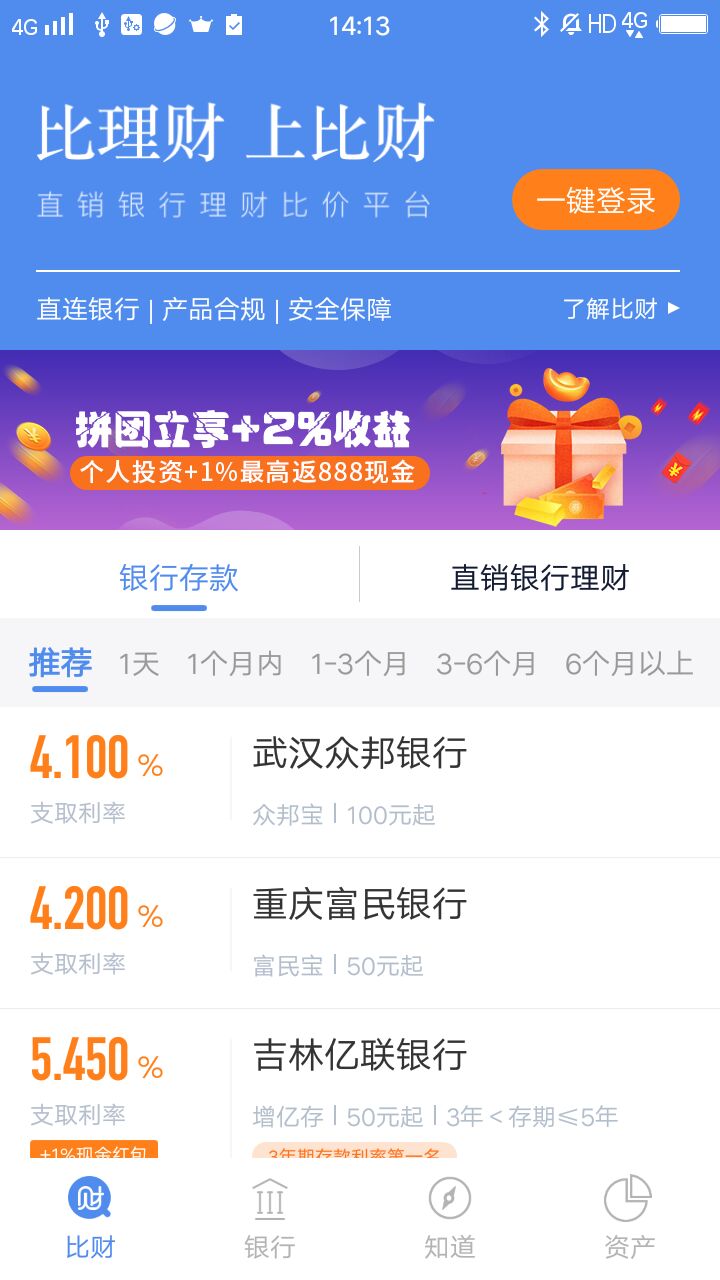 4G 14:13 HD 4G
比理财 上比财
直销银行理财比价平台
一键登录
直连银行 | 产品合规 | 安全保障
了解比财
拼团立享+2%收益
个人投资+1%最高返888现金
银行存款
直销银行理财
推荐 1天 1个月内 1-3个月 3-6个月 6个月以上
4.100 %
武汉众邦银行
支取利率
众邦宝 | 100元起
4.200 %
重庆富民银行
支取利率
富民宝 | 50元起
5.450 %
吉林亿联银行
支取利率
增亿存 | 50元起 | 3年 < 存期≤5年
+1%现金红包
3年期存款利率第一名
比财 银行 知道 资产